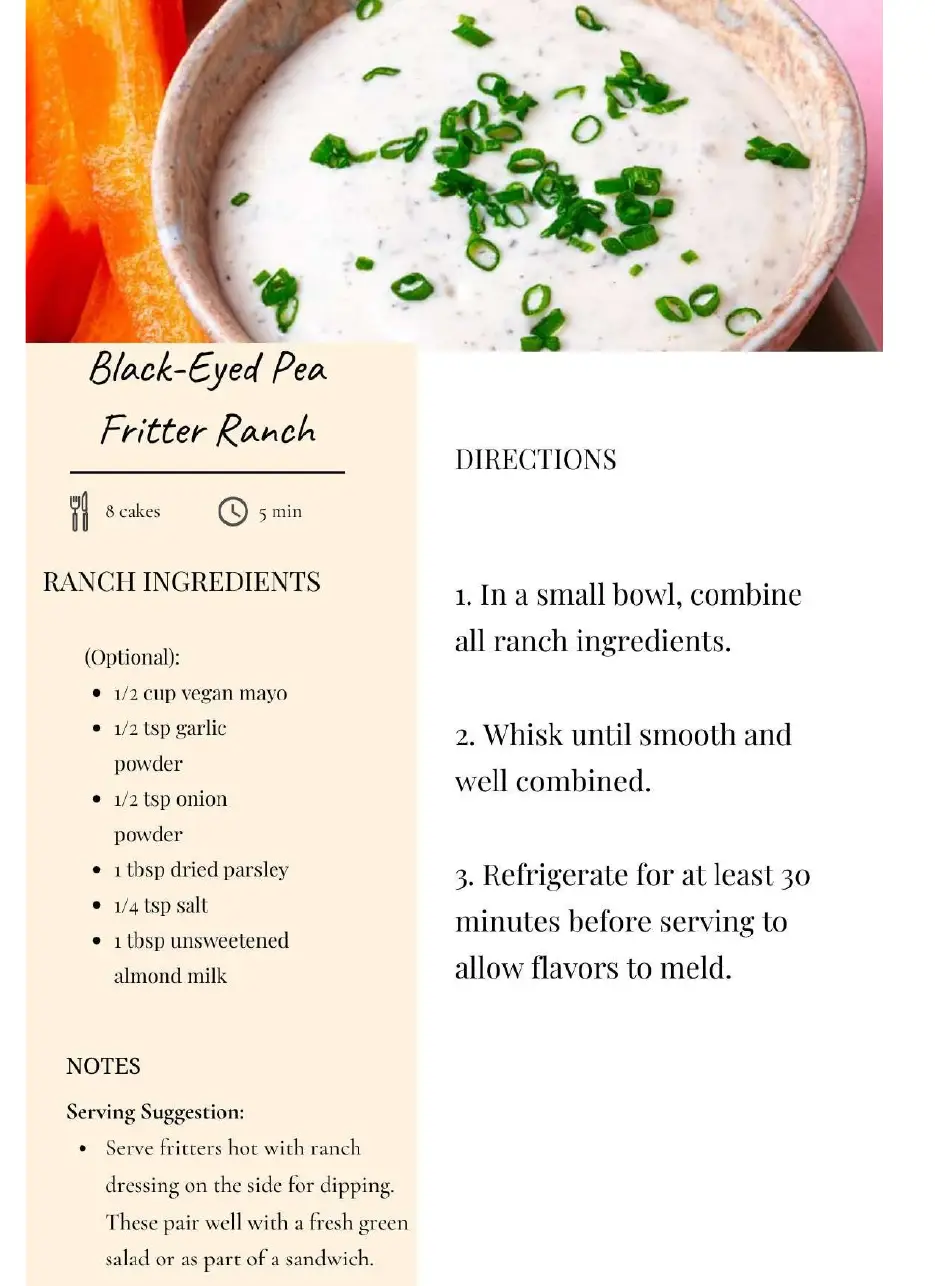 Black-Eyed Pea
Fritter Ranch
8 cakes
5 min
RANCH INGREDIENTS
(Optional):
• 1/2 cup vegan mayo
• 1/2 tsp garlic
powder
• 1/2 tsp onion
powder
• 1 tbsp dried parsley
• 1/4 tsp salt
• 1 tbsp unsweetened
almond milk
NOTES
Serving Suggestion:
• Serve fritters hot with ranch
dressing on the side for dipping.
These pair well with a fresh green
salad or as part of a sandwich.
DIRECTIONS
1. In a small bowl, combine
all ranch ingredients.
2. Whisk until smooth and
well combined.
3. Refrigerate for at least 30
minutes before serving to
allow flavors to meld.